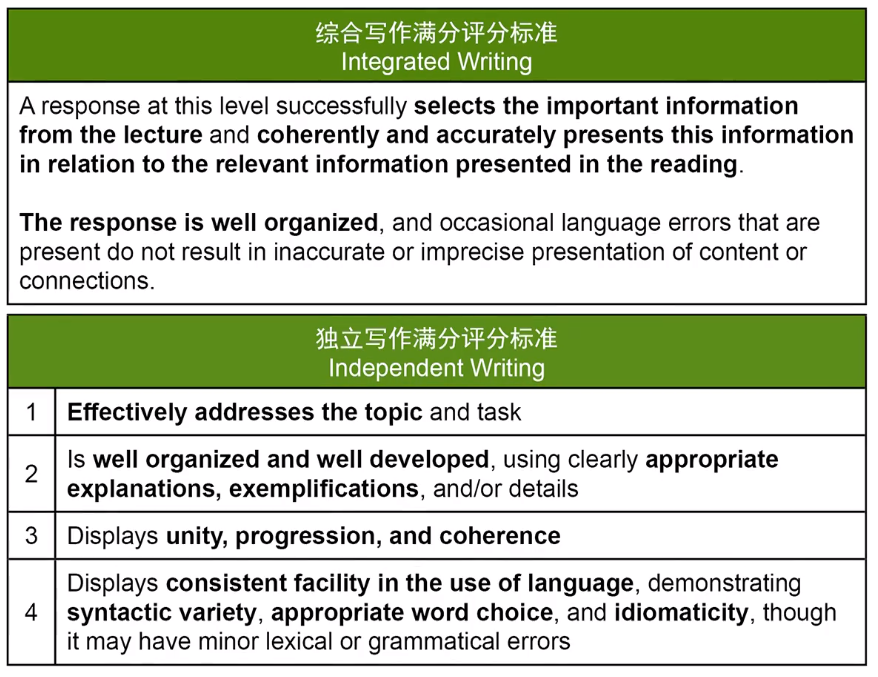 综合写作满分评分标准
Integrated Writing
A response at this level successfully selects the important information
from the lecture and coherently and accurately presents this information
in relation to the relevant information presented in the reading.
The response is well organized, and occasional language errors that are
present do not result in inaccurate or imprecise presentation of content or
connections.
独立写作满分评分标准
Independent Writing
1 Effectively addresses the topic and task
2 Is well organized and well developed, using clearly appropriate
explanations, exemplifications, and/or details
3 Displays unity, progression, and coherence
4 Displays consistent facility in the use of language, demonstrating
syntactic variety, appropriate word choice, and idiomaticity, though
it may have minor lexical or grammatical errors